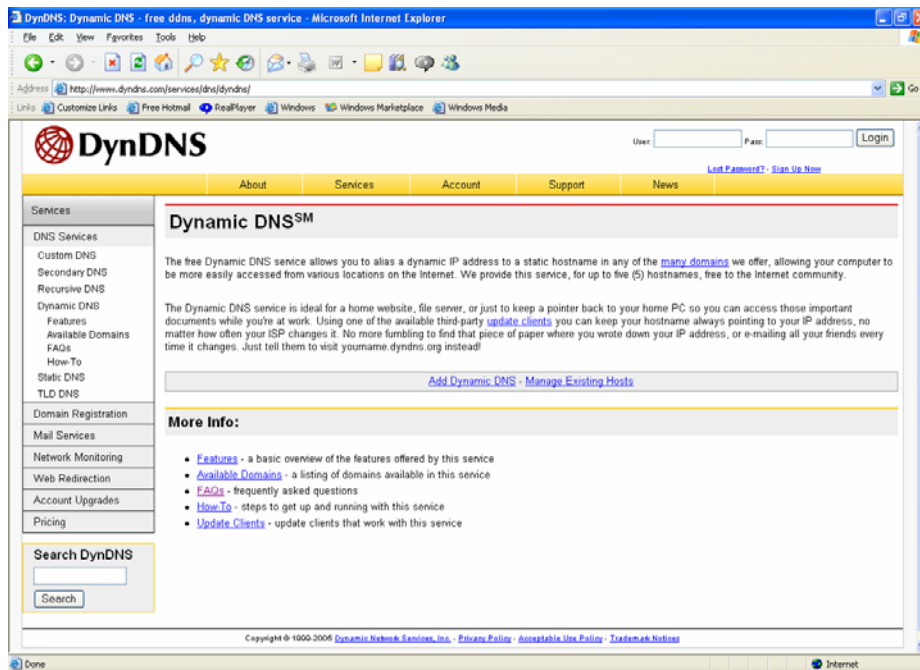 DynDNS: Dynamic DNS - free ddns, dynamic DNS service - Microsoft Internet Explorer
File Edit View Favorites Tools Help
Address http://www.dyndns.com/services/dns/dyndns/ Go
Links Customize Links Free Hotmail RealPlayer Windows Windows Marketplace Windows Media
DynDNS
User: Pass: Login
Lost Password? - Sign Up Now
About Services Account Support News
Services
DNS Services
Custom DNS
Secondary DNS
Recursive DNS
Dynamic DNS
Features
Available Domains
FAQs
How-To
Static DNS
TLD DNS
Domain Registration
Mail Services
Network Monitoring
Web Redirection
Account Upgrades
Pricing
Search DynDNS
Search
Dynamic DNS℠
The free Dynamic DNS service allows you to alias a dynamic IP address to a static hostname in any of the many domains we offer, allowing your computer to
be more easily accessed from various locations on the Internet. We provide this service, for up to five (5) hostnames, free to the Internet community.
The Dynamic DNS service is ideal for a home website, file server, or just to keep a pointer back to your home PC so you can access those important
documents while you're at work. Using one of the available third-party update clients you can keep your hostname always pointing to your IP address, no
matter how often your ISP changes it. No more fumbling to find that piece of paper where you wrote down your IP address, or e-mailing all your friends every
time it changes. Just tell them to visit yourname.dyndns.org instead!
Add Dynamic DNS - Manage Existing Hosts
More Info:
• Features - a basic overview of the features offered by this service
• Available Domains - a listing of domains available in this service
• FAQs - frequently asked questions
• How-To - steps to get up and running with this service
• Update Clients - update clients that work with this service
Copyright © 1999-2006 Dynamic Network Services, Inc. - Privacy Policy - Acceptable Use Policy - Trademark Notices
Done Internet